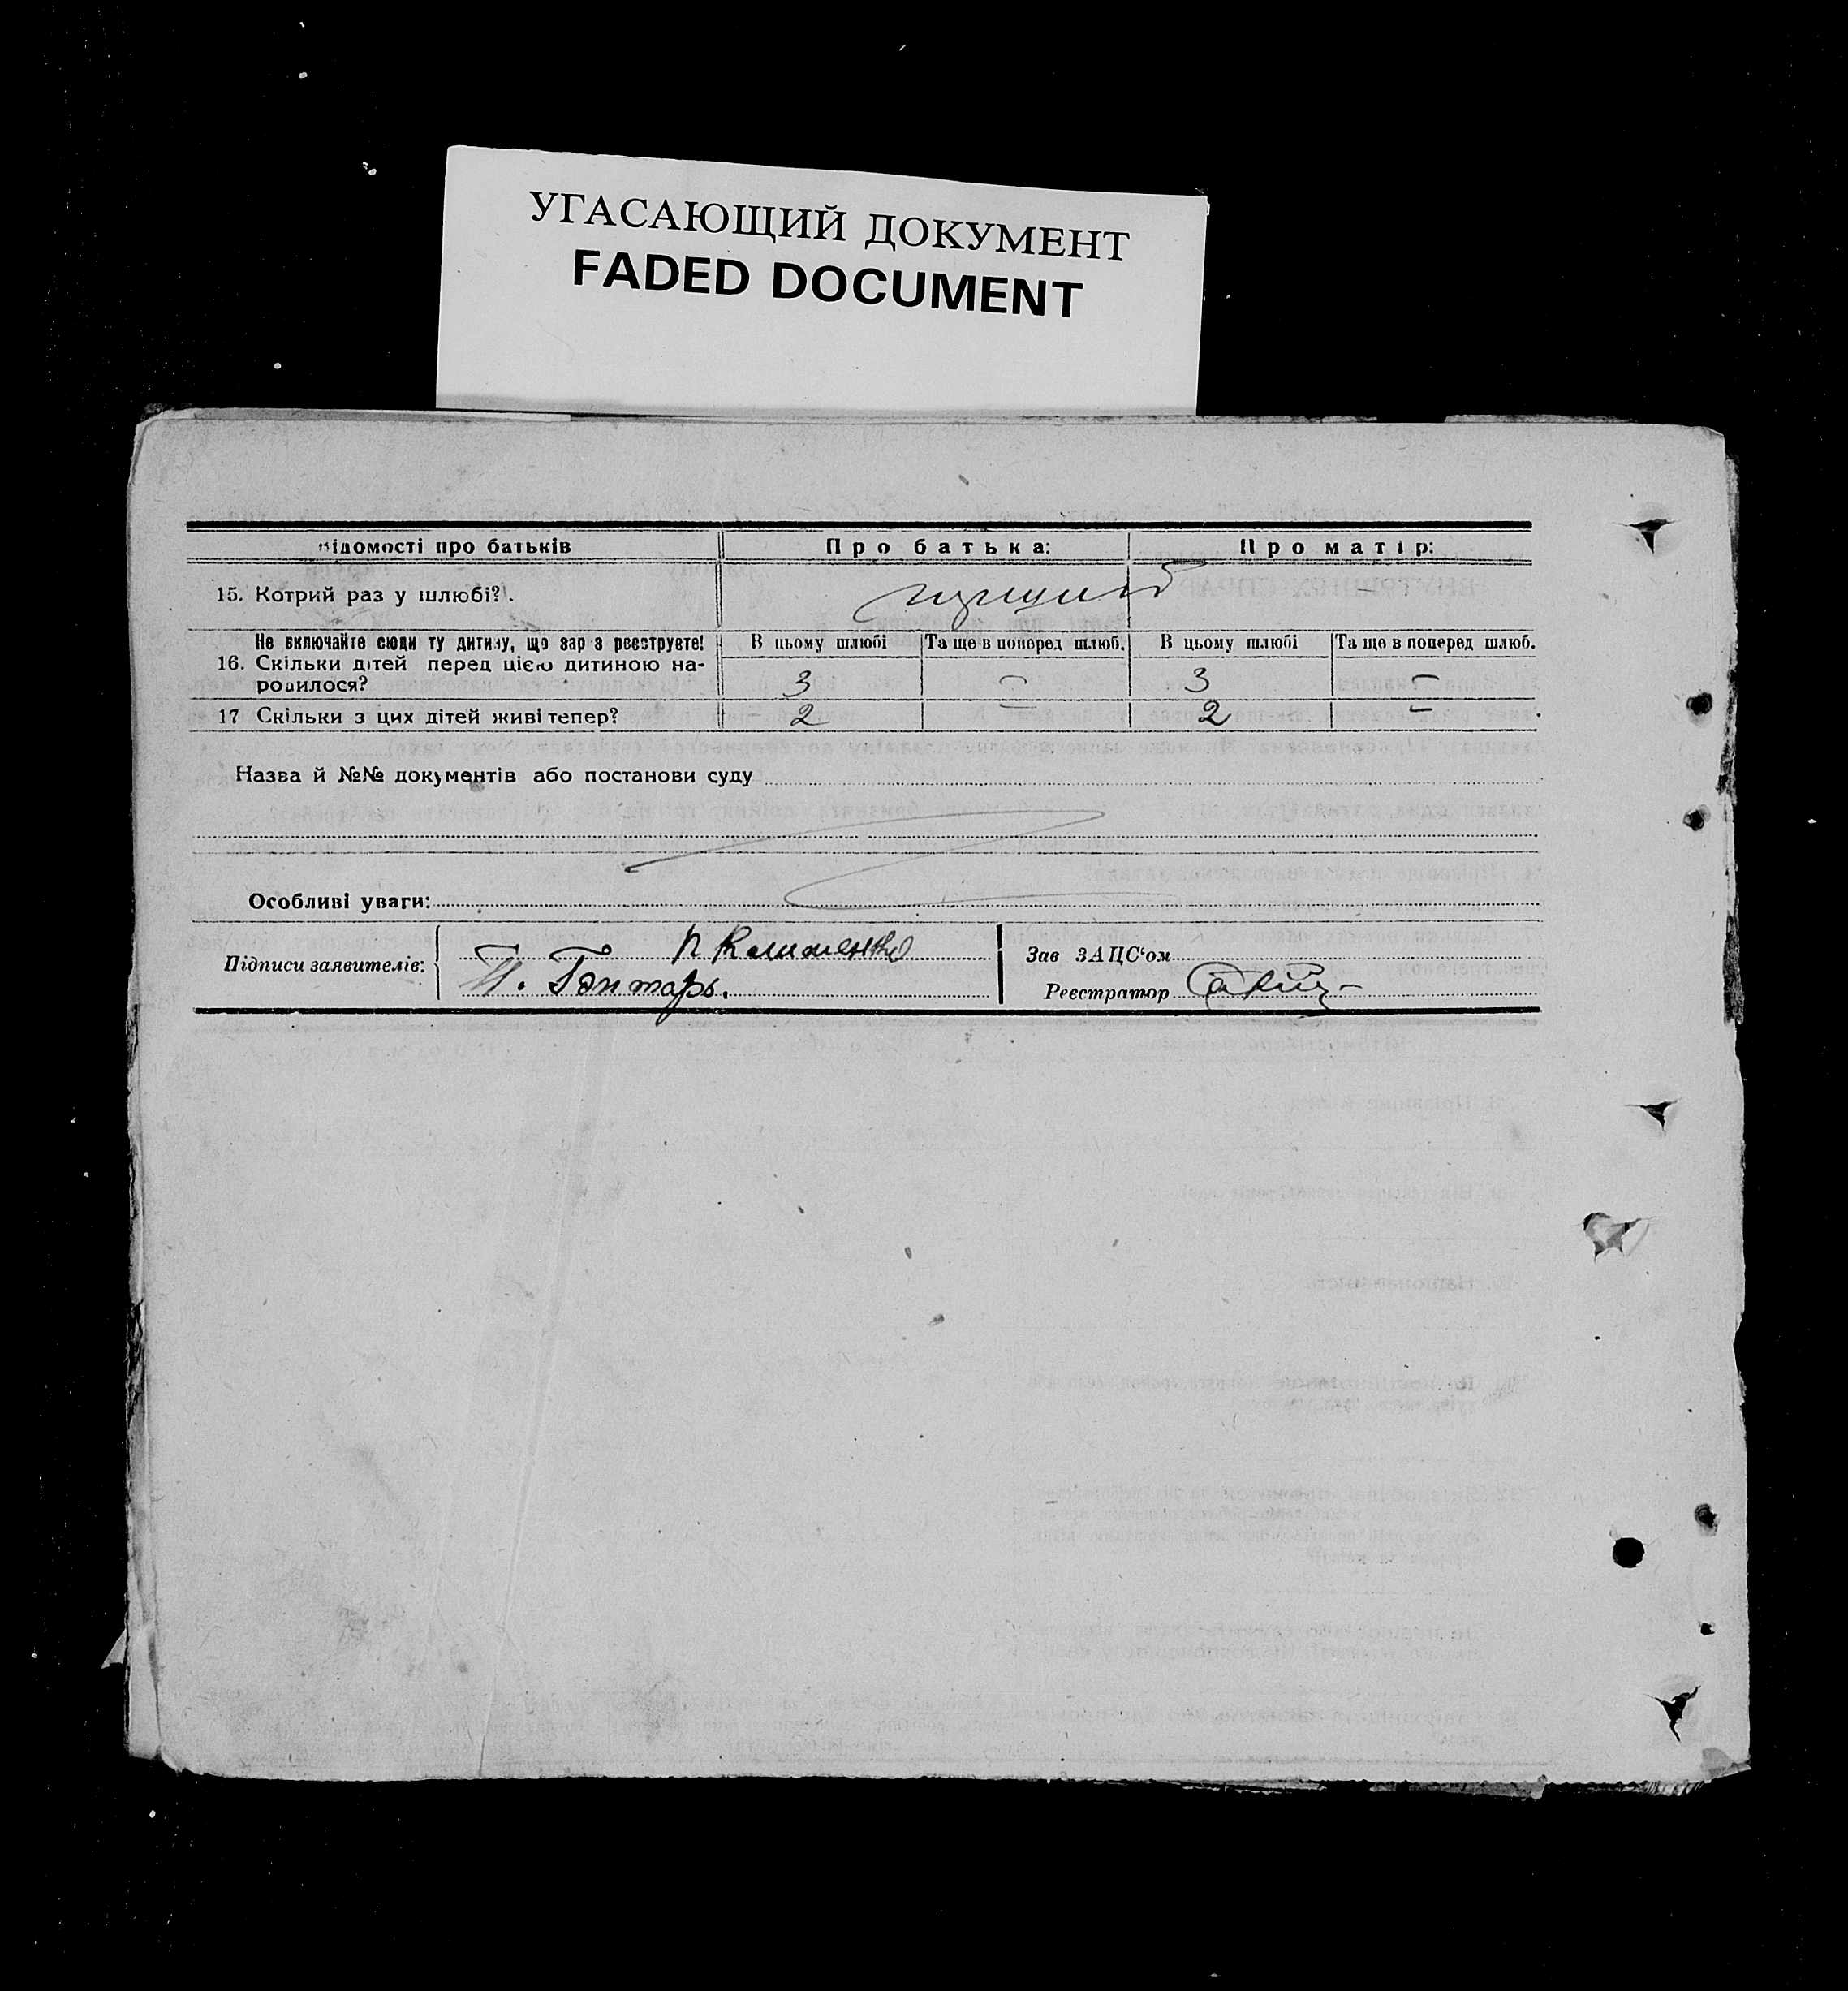 УГАСАЮЩИЙ ДОКУМЕНТ
FADED DOCUMENT
Відомості про батьків
Про батька:
Про матір:
15. Котрий раз у шлюбі?
Не включайте сюди ту дитину, що зараз реєструєте!
В цьому шлюбі
Та ще в поперед шлюб.
В цьому шлюбі
Та ще в поперед шлюб.
16. Скільки дітей перед цією дитиною на-
родилося?
3 — 3 —
17 Скільки з цих дітей живі тепер?
2 — 2 —
Назва й №№ документів або постанови суду
Особливі уваги:
Підписи заявителів:
Зав ЗАЦС‘ом
Реєстратор